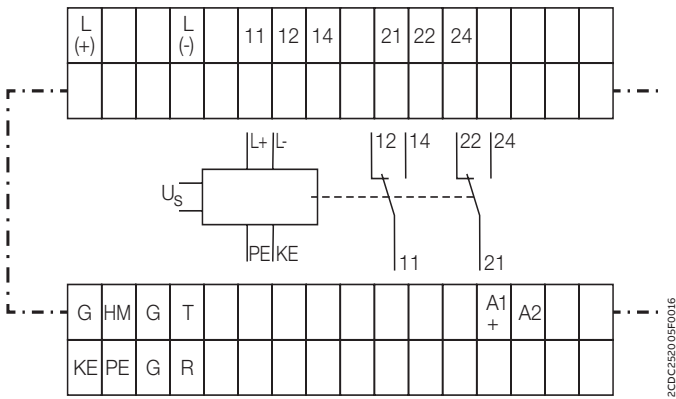 L (+) L (-) 11 12 14 21 22 24
L+ L- 12 14 22 24
Us
PE KE 11 21
G HM G T A1 + A2
KE PE G R
2CDC252005F0016